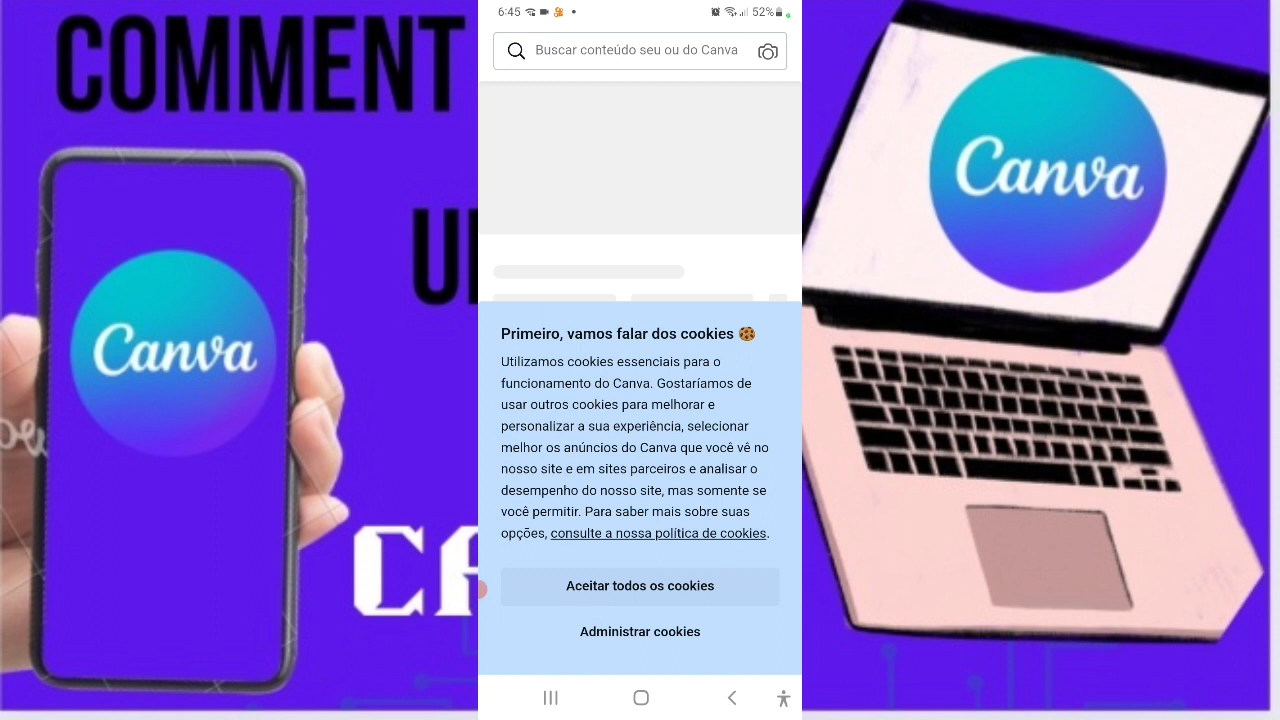 COMMENT
Canva
6:45
52%
Buscar conteúdo seu ou do Canva
Primeiro, vamos falar dos cookies 🍪
Utilizamos cookies essenciais para o
funcionamento do Canva. Gostaríamos de
usar outros cookies para melhorar e
personalizar a sua experiência, selecionar
melhor os anúncios do Canva que você vê no
nosso site e em sites parceiros e analisar o
desempenho do nosso site, mas somente se
você permitir. Para saber mais sobre suas
opções, consulte a nossa política de cookies.
Aceitar todos os cookies
Administrar cookies
Canva